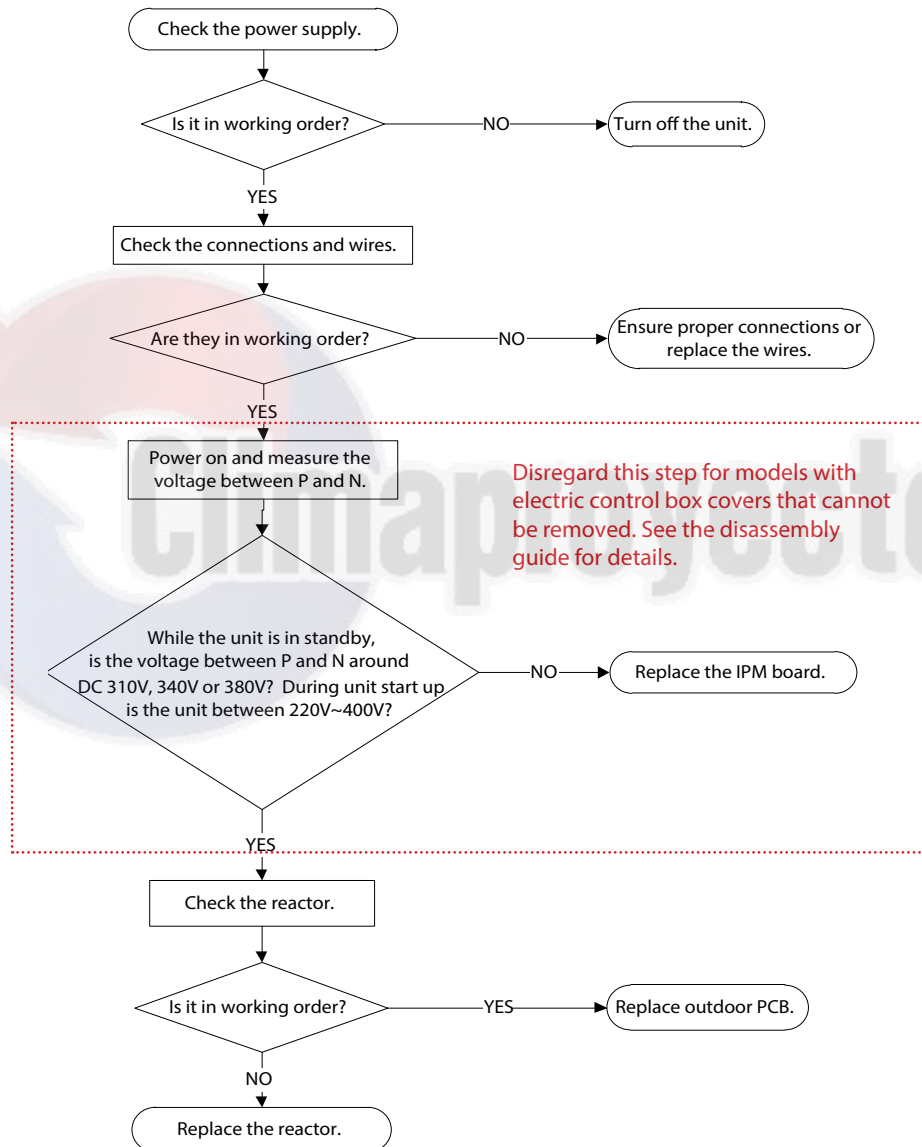 Check the power supply.
Is it in working order?
NO
Turn off the unit.
YES
Check the connections and wires.
Are they in working order?
NO
Ensure proper connections or
replace the wires.
YES
Power on and measure the
voltage between P and N.
Disregard this step for models with
electric control box covers that cannot
be removed. See the disassembly
guide for details.
Climaproyecto
While the unit is in standby,
is the voltage between P and N around
DC 310V, 340V or 380V? During unit start up
is the unit between 220V~400V?
NO
Replace the IPM board.
YES
Check the reactor.
Is it in working order?
YES
Replace outdoor PCB.
NO
Replace the reactor.